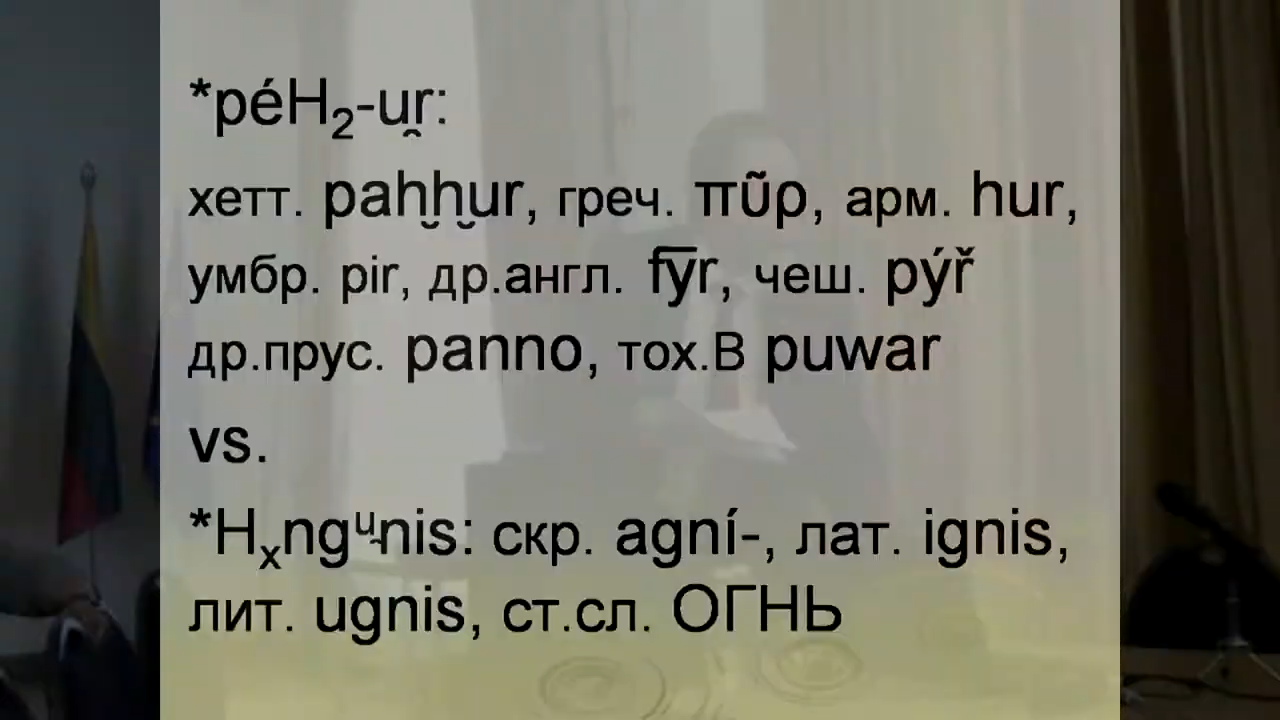 *péH₂-ur̯:
хетт. paḫḫur, греч. πῦρ, арм. hur,
умбр. pir, др.англ. fȳr, чеш. pýř
др.прус. panno, тох.В puwar
vs.
*Hₓngᶣnis: скр. agní-, лат. ignis,
лит. ugnis, ст.сл. ОГНЬ